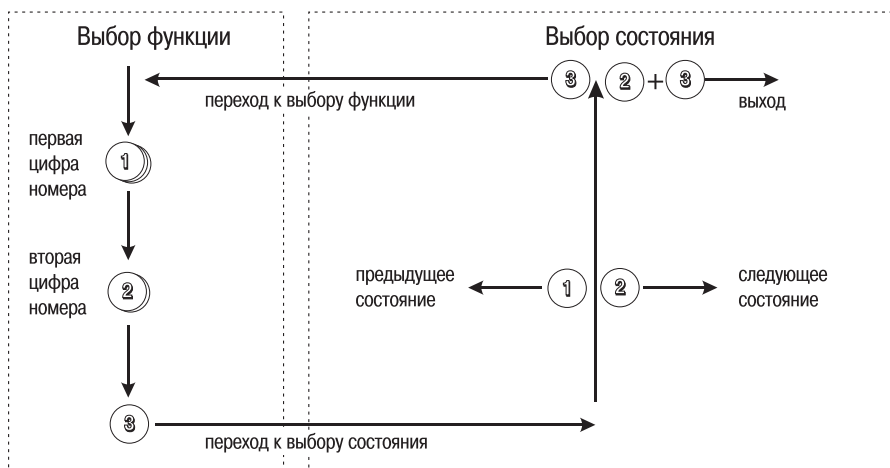 Выбор функции
Выбор состояния
3
2 + 3
переход к выбору функции
выход
первая
цифра
номера
1
вторая
цифра
номера
2
предыдущее
состояние
1
2
следующее
состояние
3
переход к выбору состояния